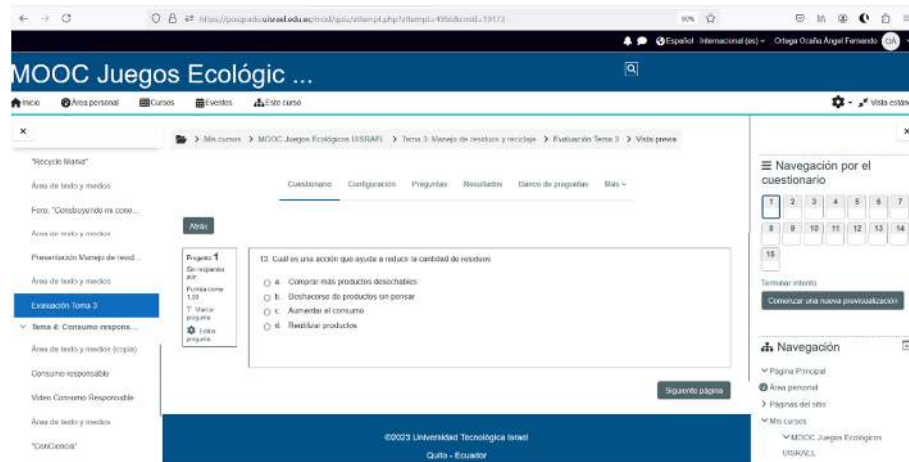 90%
Español - Internacional (es)
Ortega Ocaña Ángel Fernando
OÁ
MOOC Juegos Ecológic ...
Inicio
Área personal
Cursos
Eventos
Este curso
Vista estánd
Mis cursos > MOOC Juegos Ecológicos UISRAEL > Tema 3: Manejo de residuos y reciclaje > Evaluación Tema 3 > Vista previa
"Recycle Mania"
Área de texto y medios
Foro: "Construyendo mi cono...
Área de texto y medios
Presentación Manejo de resid...
Área de texto y medios
Evaluación Tema 3
Tema 4: Consumo respons...
Área de texto y medios (copia)
Consumo responsable
Video Consumo Responsable
Área de texto y medios
"ConCiencia"
Cuestionario
Configuración
Preguntas
Resultados
Banco de preguntas
Más
Atrás
Pregunta 1
Sin responder
aún
Puntúa como
1,00
Marcar
pregunta
Editar
pregunta
13. Cuál es una acción que ayuda a reducir la cantidad de residuos
a. Comprar más productos desechables
b. Deshacerse de productos sin pensar
c. Aumentar el consumo
d. Reutilizar productos
Siguiente página
Navegación por el
cuestionario
1 2 3 4 5 6 7
8 9 10 11 12 13 14
15
Terminar intento
Comenzar una nueva previsualización
Navegación
Página Principal
Área personal
Páginas del sitio
Mis cursos
MOOC Juegos Ecológicos
UISRAEL
©2023 Universidad Tecnológica Israel
Quito - Ecuador